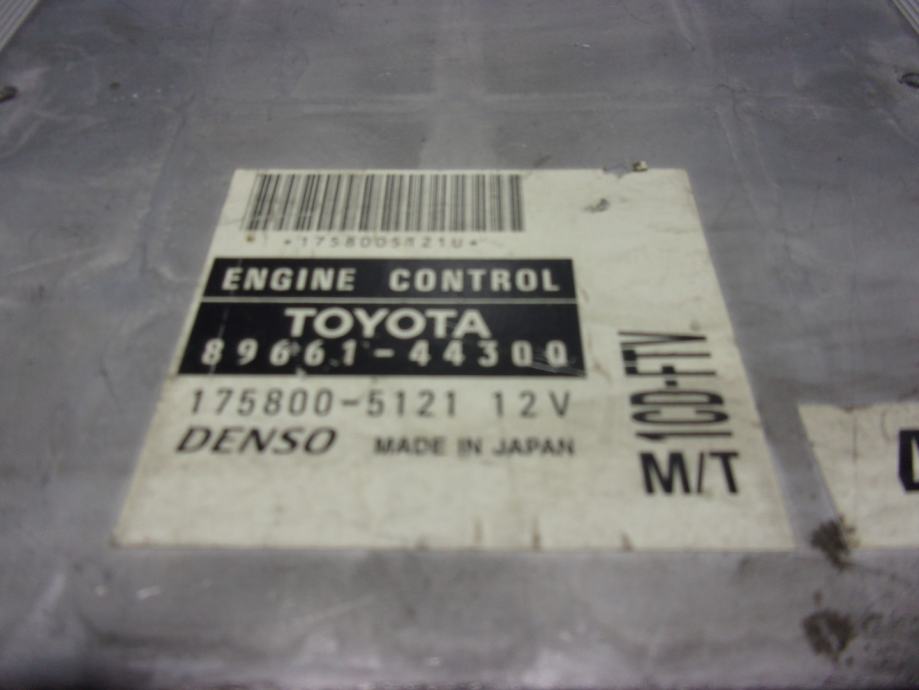 *1758005121U*
ENGINE CONTROL
TOYOTA
89661-44300
175800-5121 12V
DENSO MADE IN JAPAN
1CD-FTV
M/T